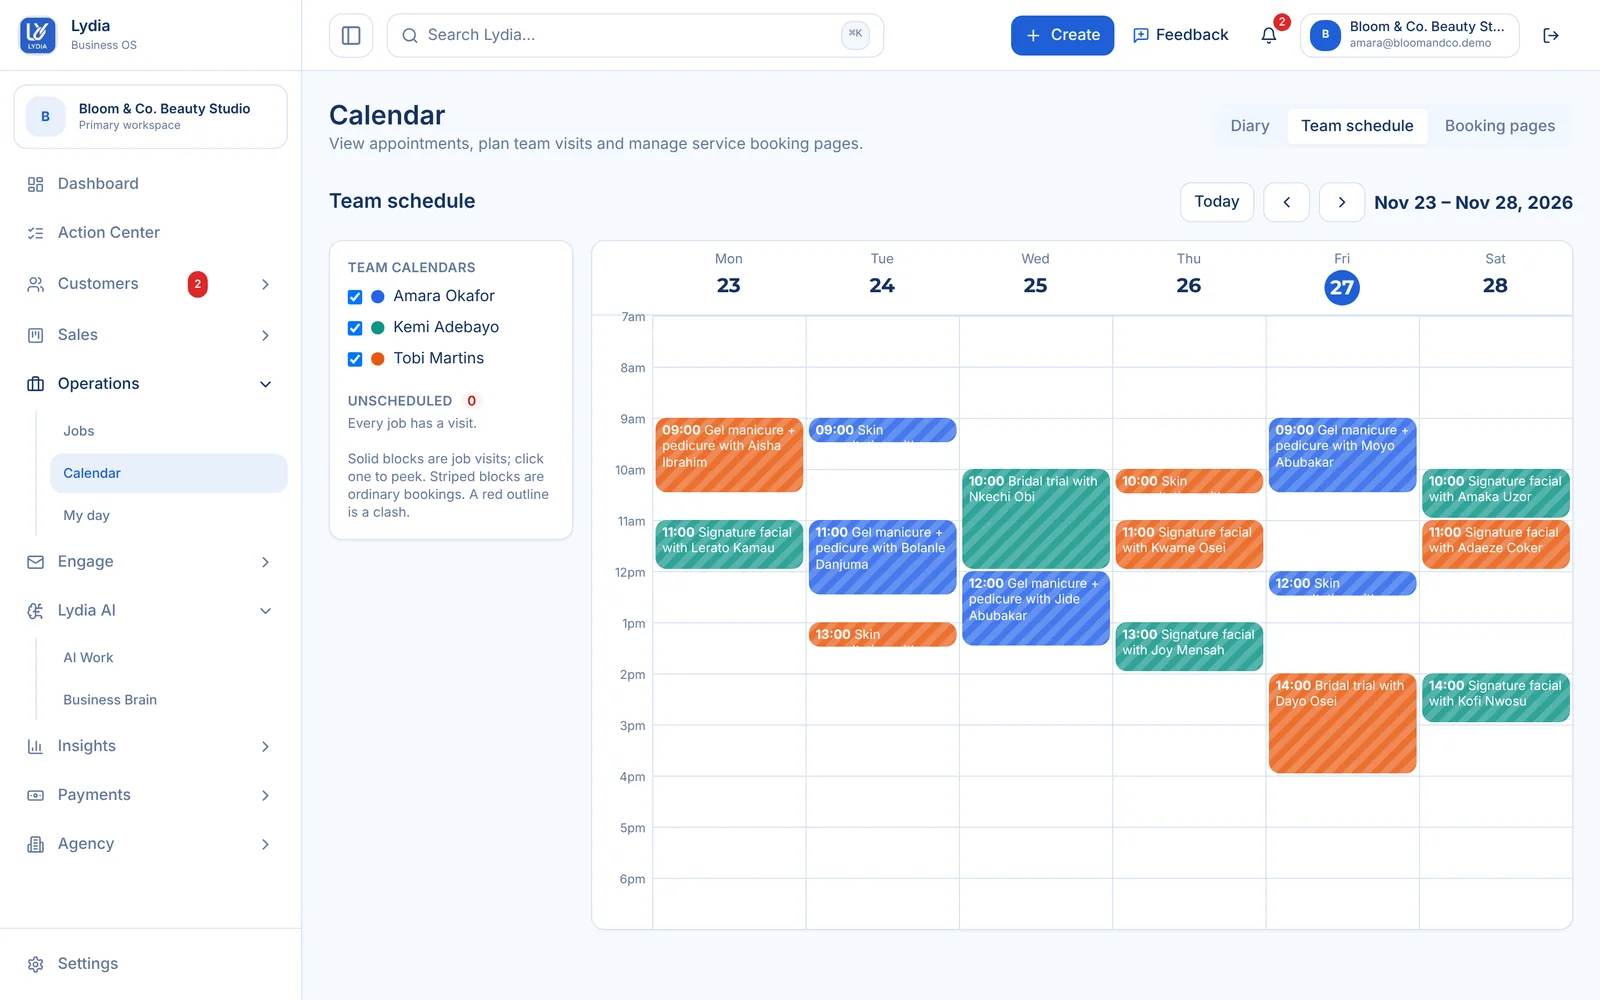 Lydia
Business OS
LYDIA
Search Lydia...
⌘K
+ Create
Feedback
2
B
Bloom & Co. Beauty St...
amara@bloomandco.demo
B
Bloom & Co. Beauty Studio
Primary workspace
Dashboard
Action Center
Customers
2
Sales
Operations
Jobs
Calendar
My day
Engage
Lydia AI
AI Work
Business Brain
Insights
Payments
Agency
Settings
Calendar
View appointments, plan team visits and manage service booking pages.
Diary
Team schedule
Booking pages
Team schedule
Today
Nov 23 – Nov 28, 2026
TEAM CALENDARS
Amara Okafor
Kemi Adebayo
Tobi Martins
UNSCHEDULED 0
Every job has a visit.
Solid blocks are job visits; click
one to peek. Striped blocks are
ordinary bookings. A red outline
is a clash.
Mon
23
Tue
24
Wed
25
Thu
26
Fri
27
Sat
28
7am
8am
9am
10am
11am
12pm
1pm
2pm
3pm
4pm
5pm
6pm
09:00 Gel manicure +
pedicure with Aisha
Ibrahim
11:00 Signature facial
with Lerato Kamau
09:00 Skin
11:00 Gel manicure +
pedicure with Bolanle
Danjuma
13:00 Skin
10:00 Bridal trial with
Nkechi Obi
12:00 Gel manicure +
pedicure with Jide
Abubakar
10:00 Skin
11:00 Signature facial
with Kwame Osei
13:00 Signature facial
with Joy Mensah
09:00 Gel manicure +
pedicure with Moyo
Abubakar
12:00 Skin
14:00 Bridal trial with
Dayo Osei
10:00 Signature facial
with Amaka Uzor
11:00 Signature facial
with Adaeze Coker
14:00 Signature facial
with Kofi Nwosu